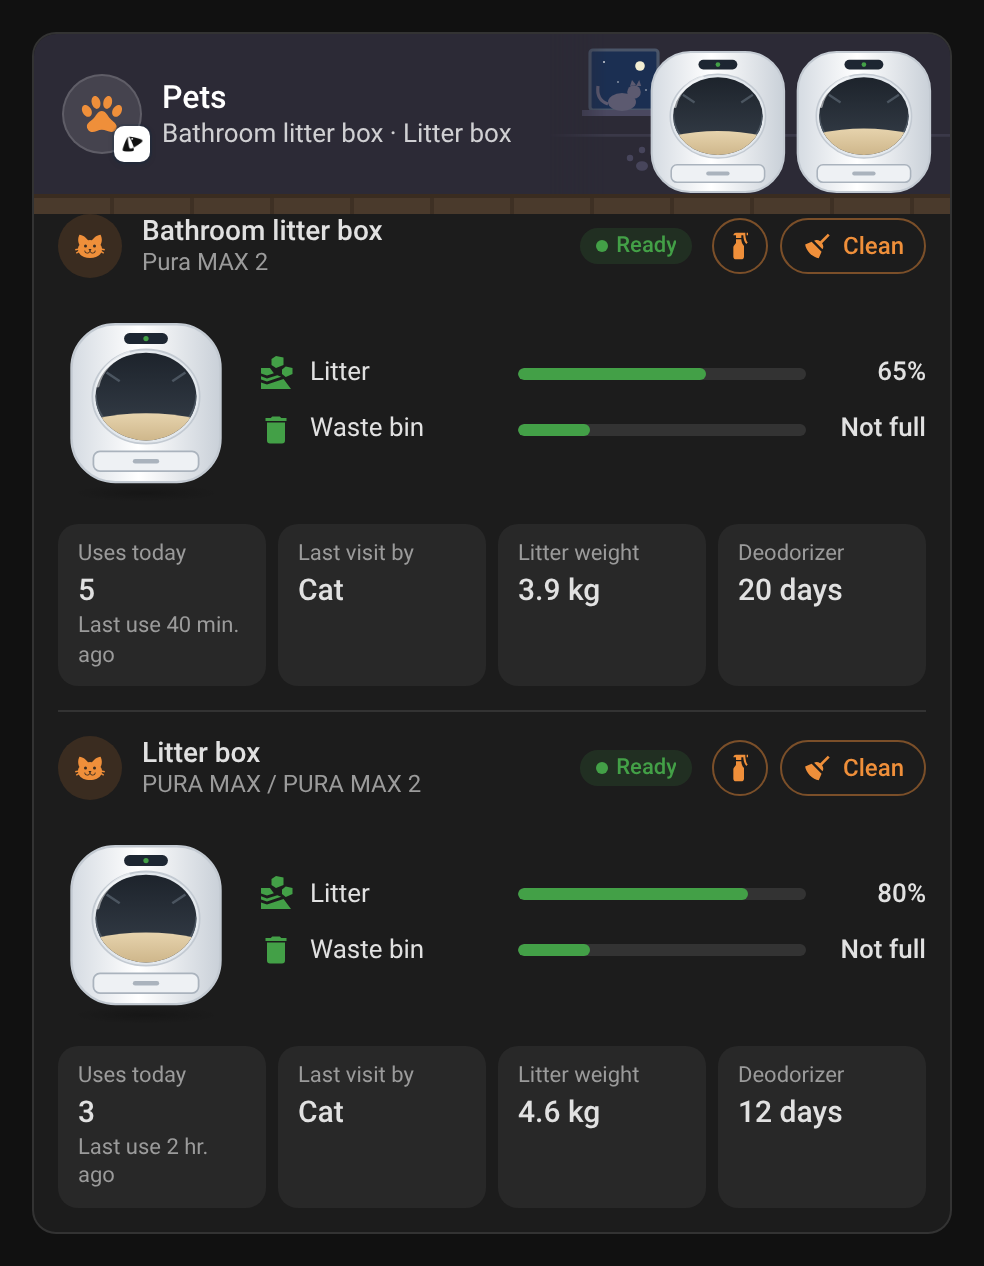 Pets
Bathroom litter box · Litter box
Bathroom litter box
Pura MAX 2
Ready
Clean
Litter
65%
Waste bin
Not full
Uses today
5
Last use 40 min.
ago
Last visit by
Cat
Litter weight
3.9 kg
Deodorizer
20 days
Litter box
PURA MAX / PURA MAX 2
Ready
Clean
Litter
80%
Waste bin
Not full
Uses today
3
Last use 2 hr.
ago
Last visit by
Cat
Litter weight
4.6 kg
Deodorizer
12 days